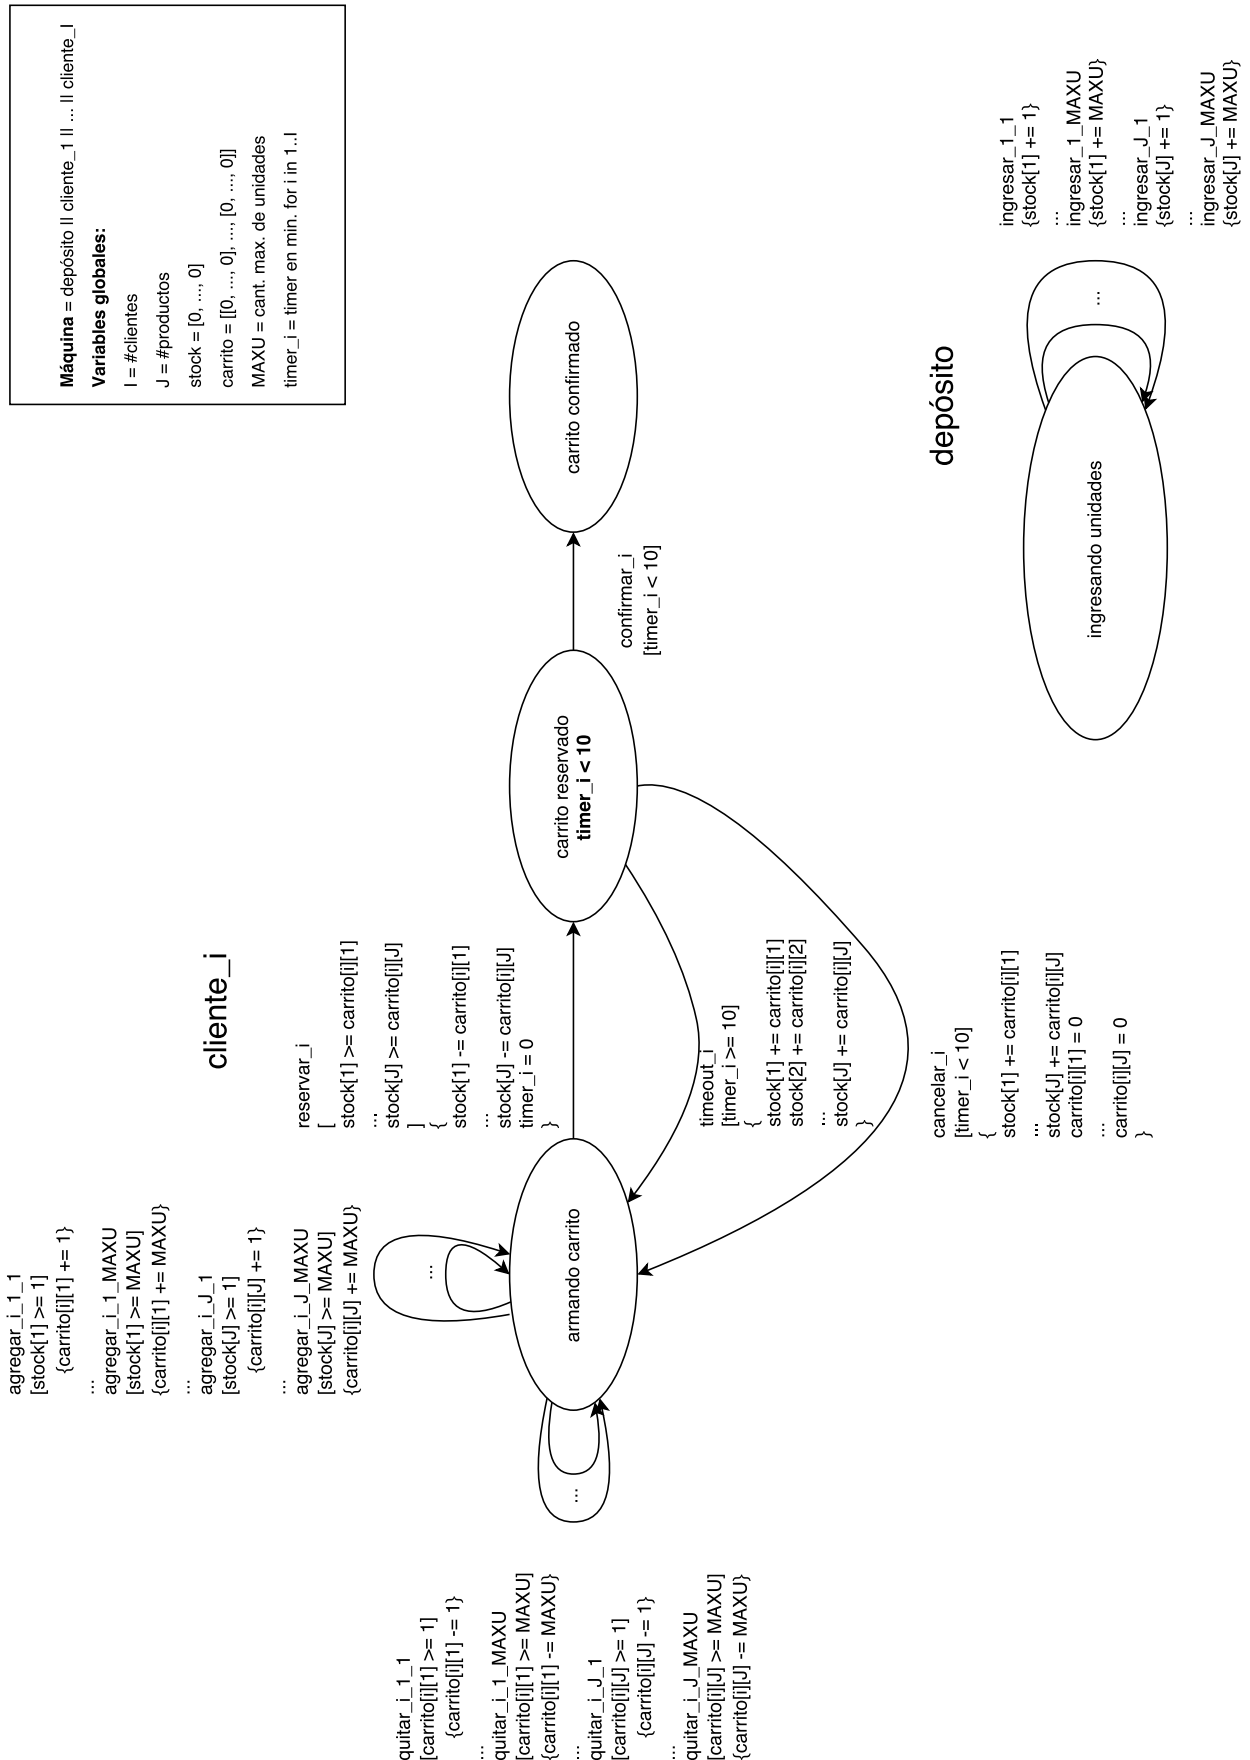 Máquina = depósito || cliente_1 || ... || cliente_I
Variables globales:
I = #clientes
J = #productos
stock = [0, ..., 0]
carrito = [[0, ..., 0], ..., [0, ..., 0]]
MAXU = cant. max. de unidades
timer_i = timer en min. for i in 1..I
cliente_i
agregar_i_1_1
[stock[1] >= 1]
{carrito[i][1] += 1}
...
agregar_i_1_MAXU
[stock[1] >= MAXU]
{carrito[i][1] += MAXU}
...
agregar_i_J_1
[stock[J] >= 1]
{carrito[i][J] += 1}
...
agregar_i_J_MAXU
[stock[J] >= MAXU]
{carrito[i][J] += MAXU}
...
quitar_i_1_1
[carrito[i][1] >= 1]
{carrito[i][1] -= 1}
...
quitar_i_1_MAXU
[carrito[i][1] >= MAXU]
{carrito[i][1] -= MAXU}
...
quitar_i_J_1
[carrito[i][J] >= 1]
{carrito[i][J] -= 1}
...
quitar_i_J_MAXU
[carrito[i][J] >= MAXU]
{carrito[i][J] -= MAXU}
...
armando carrito
reservar_i
[
stock[1] >= carrito[i][1]
...
stock[J] >= carrito[i][J]
]
{
stock[1] -= carrito[i][1]
...
stock[J] -= carrito[i][J]
timer_i = 0
}
carrito reservado
timer_i < 10
confirmar_i
[timer_i < 10]
carrito confirmado
timeout_i
[timer_i >= 10]
{
stock[1] += carrito[i][1]
stock[2] += carrito[i][2]
...
stock[J] += carrito[i][J]
}
cancelar_i
[timer_i < 10]
{
stock[1] += carrito[i][1]
...
stock[J] += carrito[i][J]
carrito[i][1] = 0
...
carrito[i][J] = 0
}
depósito
ingresando unidades
...
ingresar_1_1
{stock[1] += 1}
...
ingresar_1_MAXU
{stock[1] += MAXU}
...
ingresar_J_1
{stock[J] += 1}
...
ingresar_J_MAXU
{stock[J] += MAXU}